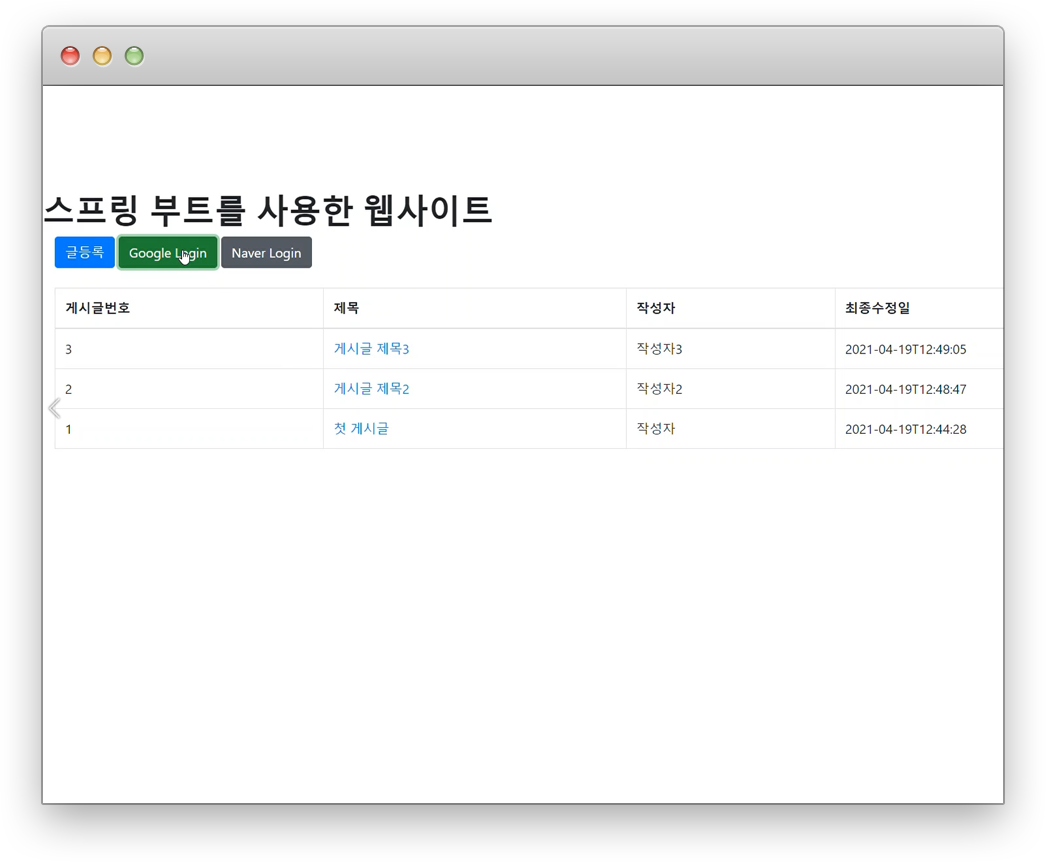 스프링 부트를 사용한 웹사이트
글등록 Google Login Naver Login
게시글번호 제목 작성자 최종수정일
3 게시글 제목3 작성자3 2021-04-19T12:49:05
2 게시글 제목2 작성자2 2021-04-19T12:48:47
1 첫 게시글 작성자 2021-04-19T12:44:28